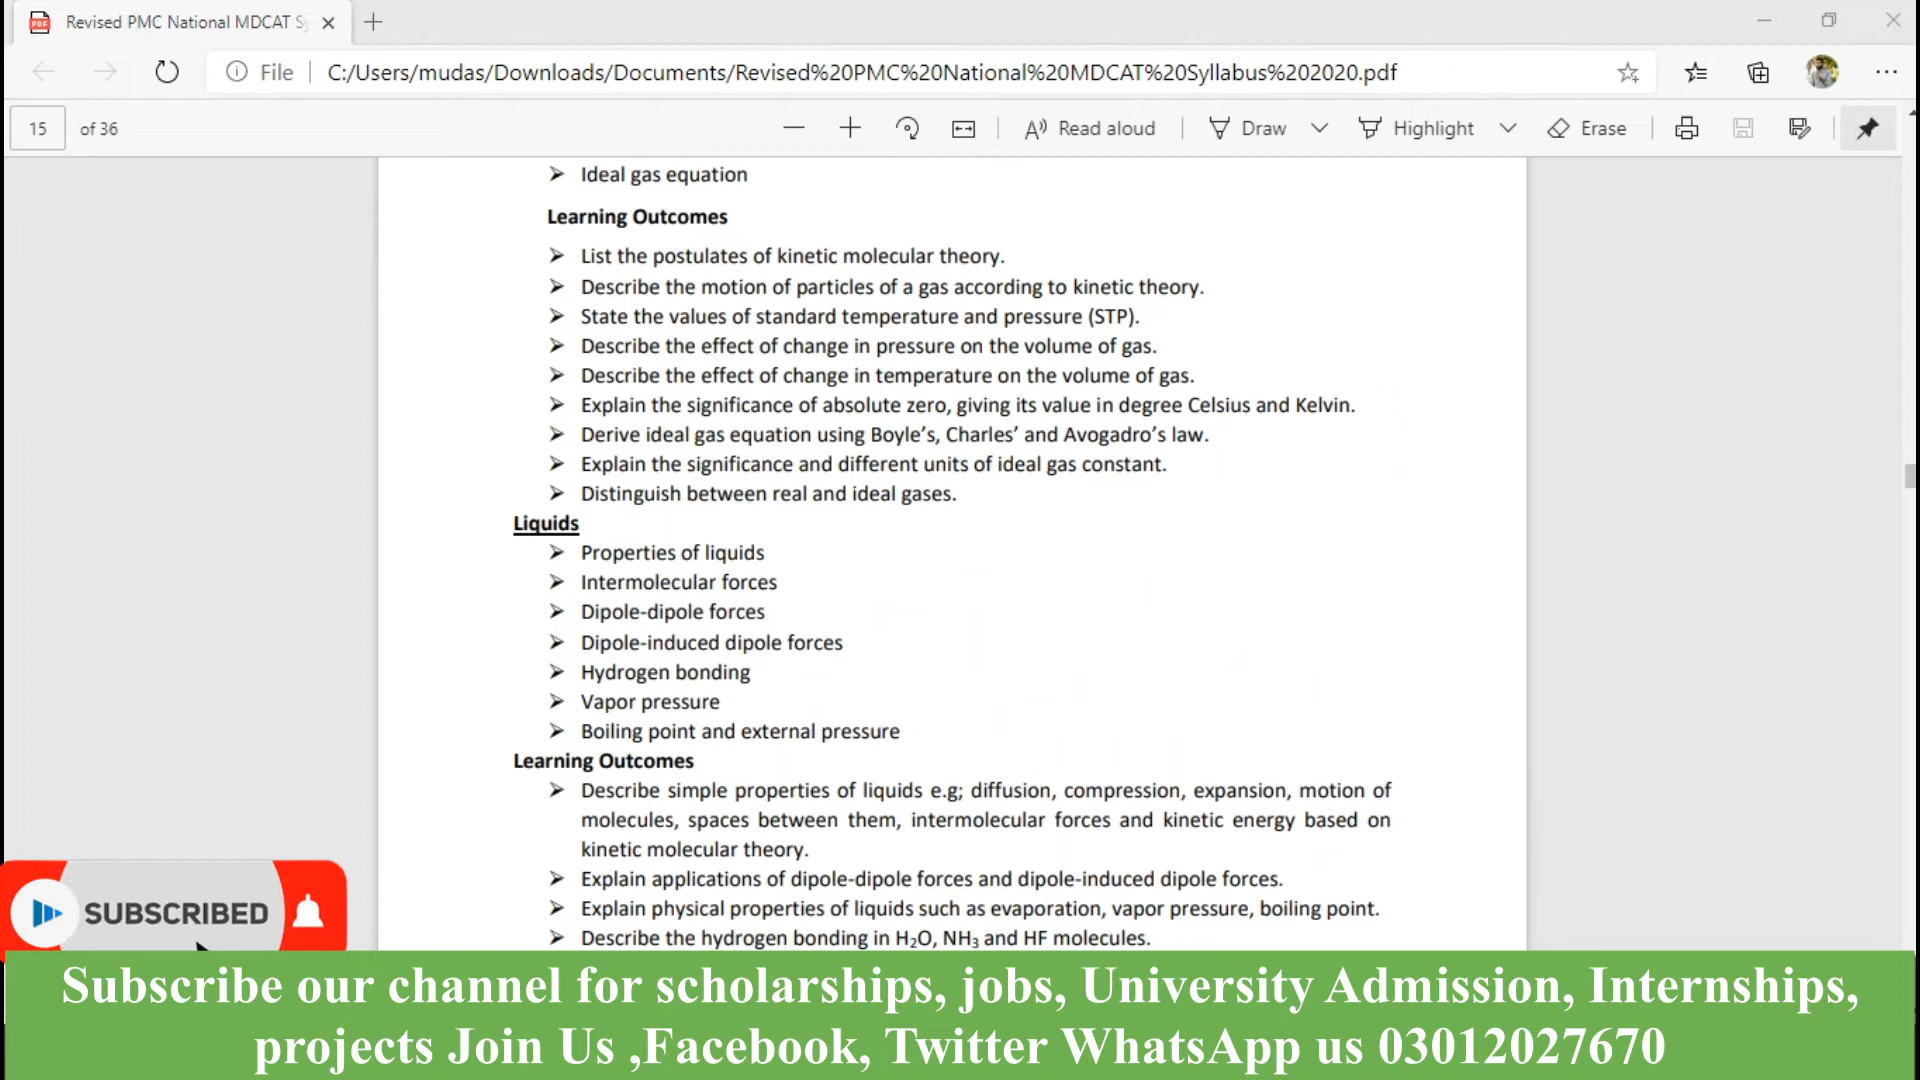 Revised PMC National MDCAT Sy
File
C:/Users/mudas/Downloads/Documents/Revised%20PMC%20National%20MDCAT%20Syllabus%202020.pdf
15 of 36
Read aloud
Draw
Highlight
Erase
➢ Ideal gas equation
Learning Outcomes
➢ List the postulates of kinetic molecular theory.
➢ Describe the motion of particles of a gas according to kinetic theory.
➢ State the values of standard temperature and pressure (STP).
➢ Describe the effect of change in pressure on the volume of gas.
➢ Describe the effect of change in temperature on the volume of gas.
➢ Explain the significance of absolute zero, giving its value in degree Celsius and Kelvin.
➢ Derive ideal gas equation using Boyle’s, Charles’ and Avogadro’s law.
➢ Explain the significance and different units of ideal gas constant.
➢ Distinguish between real and ideal gases.
Liquids
➢ Properties of liquids
➢ Intermolecular forces
➢ Dipole-dipole forces
➢ Dipole-induced dipole forces
➢ Hydrogen bonding
➢ Vapor pressure
➢ Boiling point and external pressure
Learning Outcomes
➢ Describe simple properties of liquids e.g; diffusion, compression, expansion, motion of
molecules, spaces between them, intermolecular forces and kinetic energy based on
kinetic molecular theory.
➢ Explain applications of dipole-dipole forces and dipole-induced dipole forces.
➢ Explain physical properties of liquids such as evaporation, vapor pressure, boiling point.
➢ Describe the hydrogen bonding in H₂O, NH₃ and HF molecules.
SUBSCRIBED
Subscribe our channel for scholarships, jobs, University Admission, Internships,
projects Join Us ,Facebook, Twitter WhatsApp us 03012027670